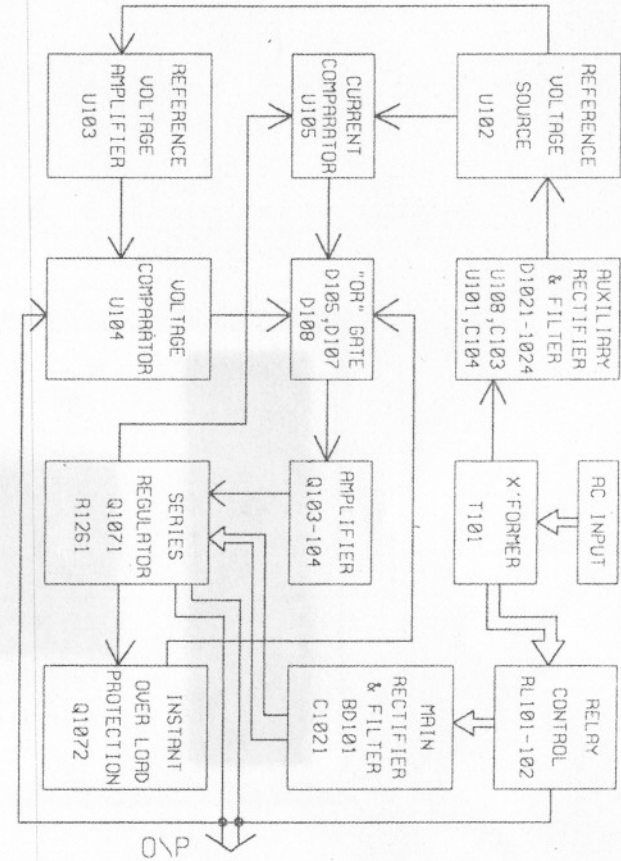 REFERENCE
VOLTAGE
SOURCE
U102
AUXILIARY
RECTIFIER
& FILTER
D1021-1024
U108,C103
U101,C104
AC INPUT
X'FORMER
T101
RELAY
CONTROL
RL101-102
CURRENT
COMPARATOR
U105
"OR" GATE
D105,D107
D108
AMPLIFIER
Q103-104
MAIN
RECTIFIER
& FILTER
BD101
C1021
REFERENCE
VOLTAGE
AMPLIFIER
U103
VOLTAGE
COMPARATOR
U104
SERIES
REGULATOR
Q1071
R1261
INSTANT
OVER LOAD
PROTECTION
Q1072
O\P